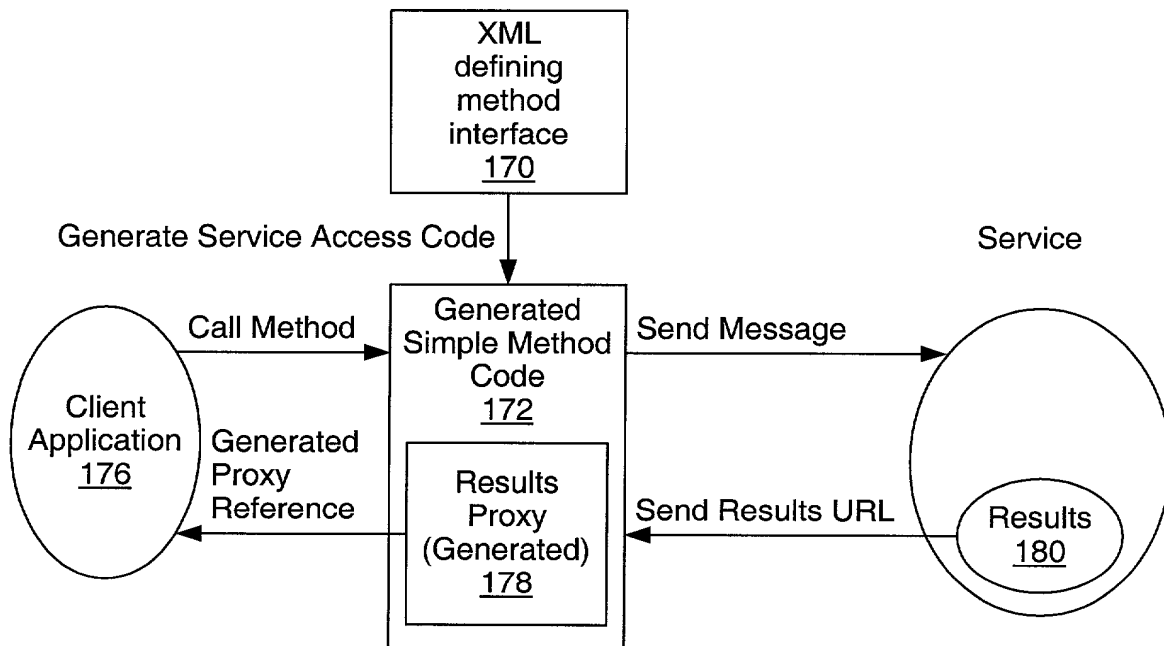 XML
defining
method
interface
170
Generate Service Access Code
Service
Generated
Simple Method
Code
172
Call Method
Send Message
Client
Application
176
Generated
Proxy
Reference
Results
Proxy
(Generated)
178
Send Results URL
Results
180